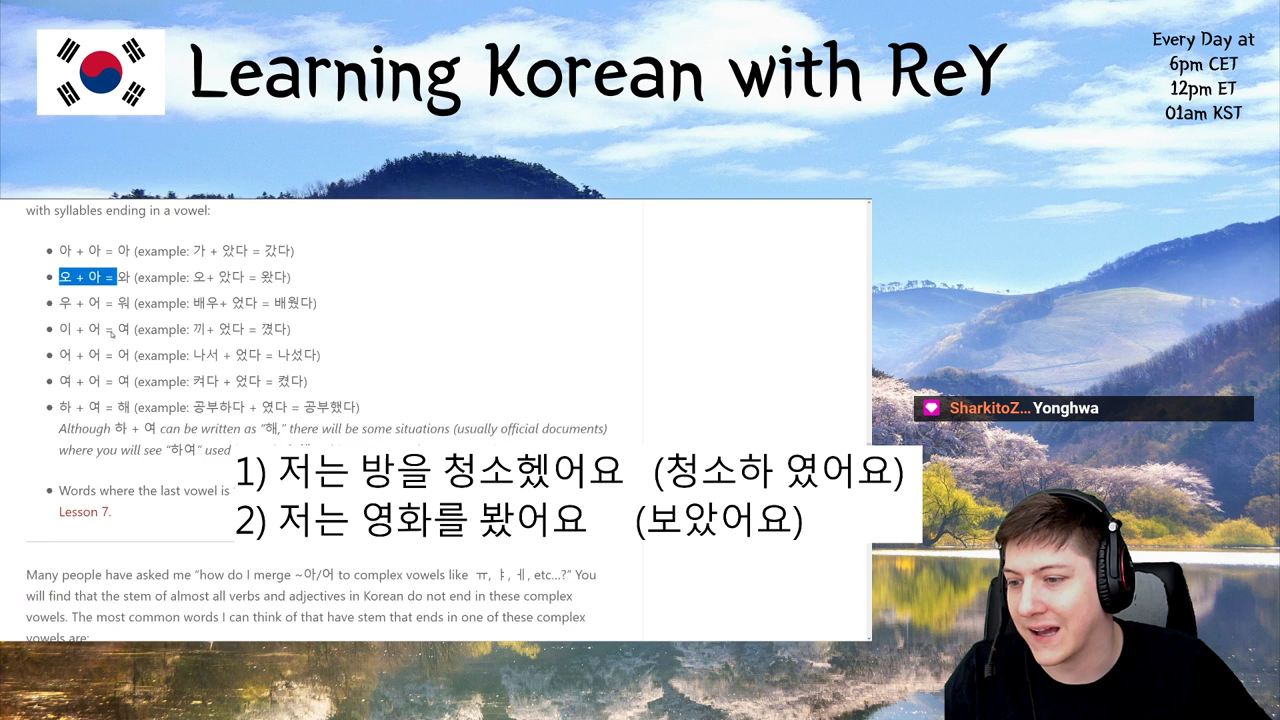 Learning Korean with ReY
Every Day at
6pm CET
12pm ET
01am KST
with syllables ending in a vowel:
아 + 아 = 아 (example: 가 + 았다 = 갔다)
오 + 아 = 와 (example: 오+ 았다 = 왔다)
우 + 어 = 워 (example: 배우+ 었다 = 배웠다)
이 + 어 = 여 (example: 끼+ 었다 = 꼈다)
어 + 어 = 어 (example: 나서 + 었다 = 나섰다)
여 + 어 = 여 (example: 켜다 + 었다 = 켰다)
하 + 여 = 해 (example: 공부하다 + 였다 = 공부했다)
Although 하 + 여 can be written as “해,” there will be some situations (usually official documents)
where you will see “하여” used
SharkitoZ… Yonghwa
1) 저는 방을 청소헸어요 (청소하 였어요)
2) 저는 영화를 봤어요 (보았어요)
Words where the last vowel is
Lesson 7.
Many people have asked me “how do I merge ~아/어 to complex vowels like ㅠ, ㅑ, ㅔ, etc…?” You
will find that the stem of almost all verbs and adjectives in Korean do not end in these complex
vowels. The most common words I can think of that have stem that ends in one of these complex
vowels are: